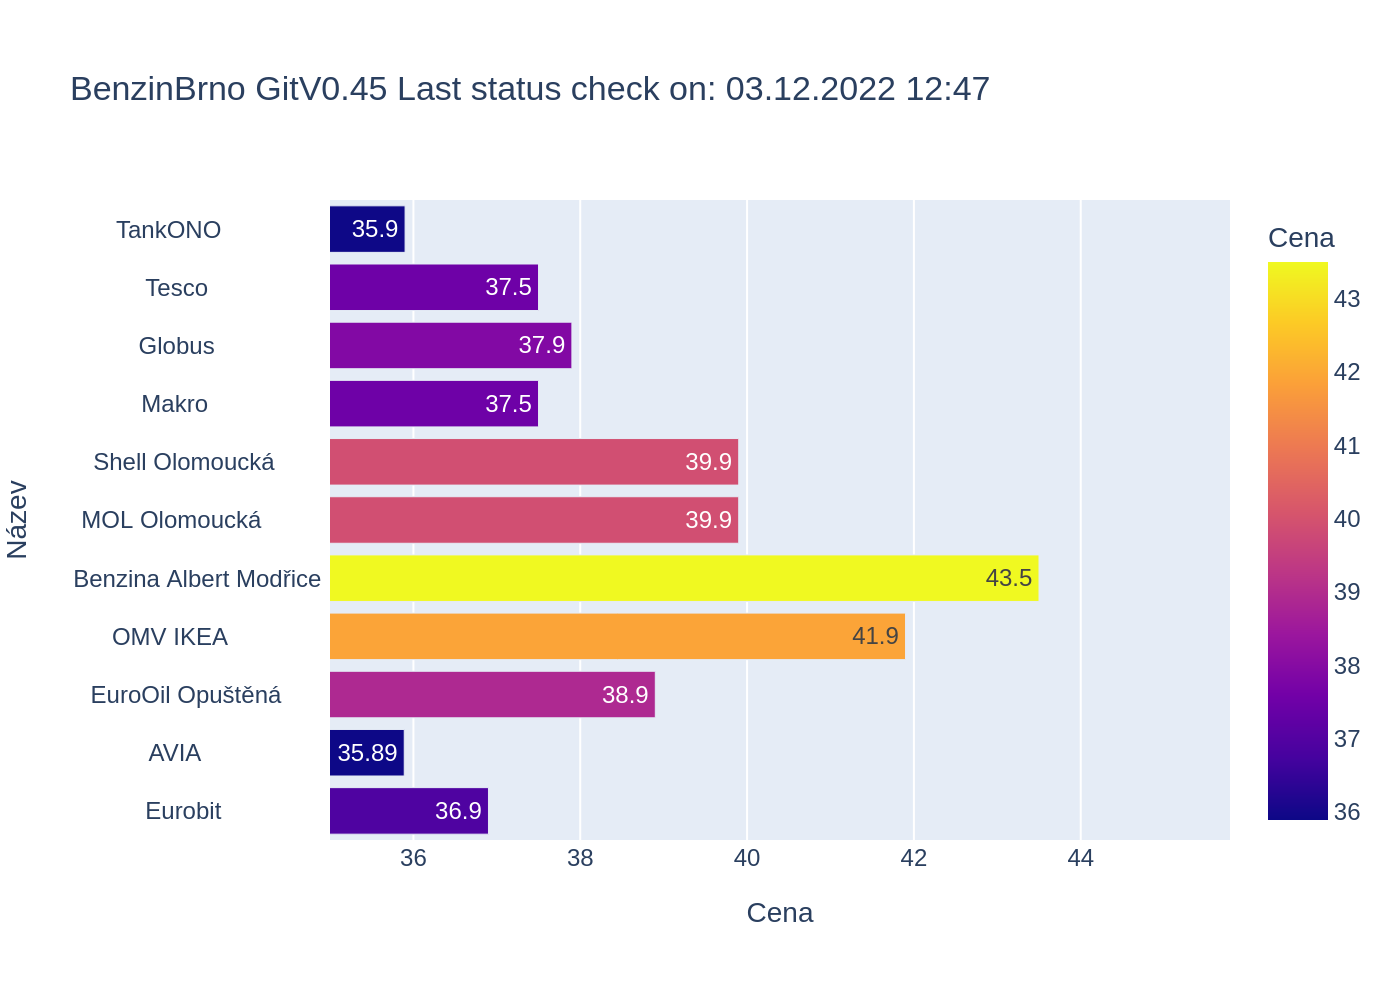 BenzinBrno GitV0.45 Last status check on: 03.12.2022 12:47
Cena
TankONO 35.9
Tesco 37.5
Globus 37.9
Makro 37.5
Shell Olomoucká 39.9
MOL Olomoucká 39.9
Benzina Albert Modřice 43.5
OMV IKEA 41.9
EuroOil Opuštěná 38.9
AVIA 35.89
Eurobit 36.9
Název
36 38 40 42 44
Cena
43
42
41
40
39
38
37
36